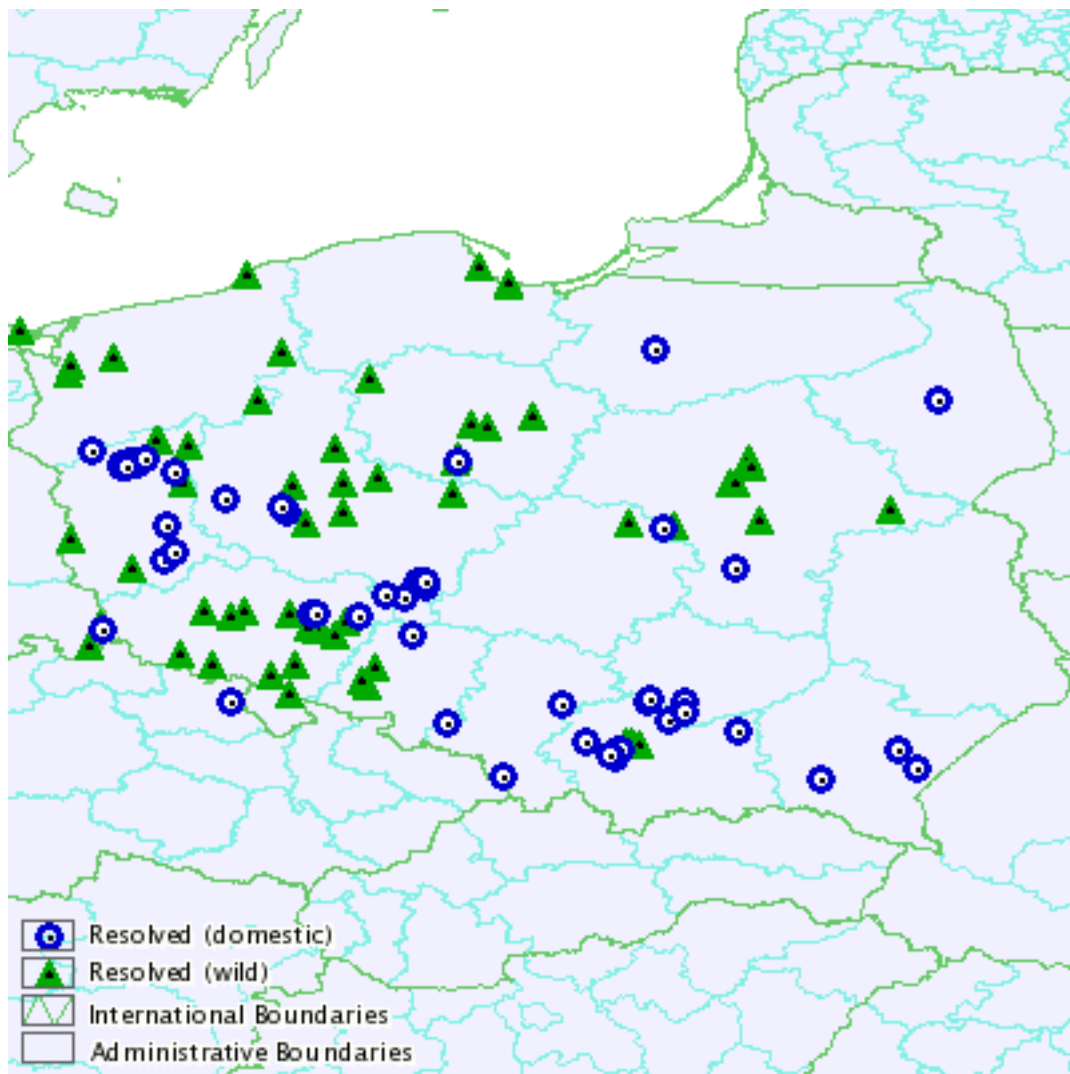 Resolved (domestic)
Resolved (wild)
International Boundaries
Administrative Boundaries